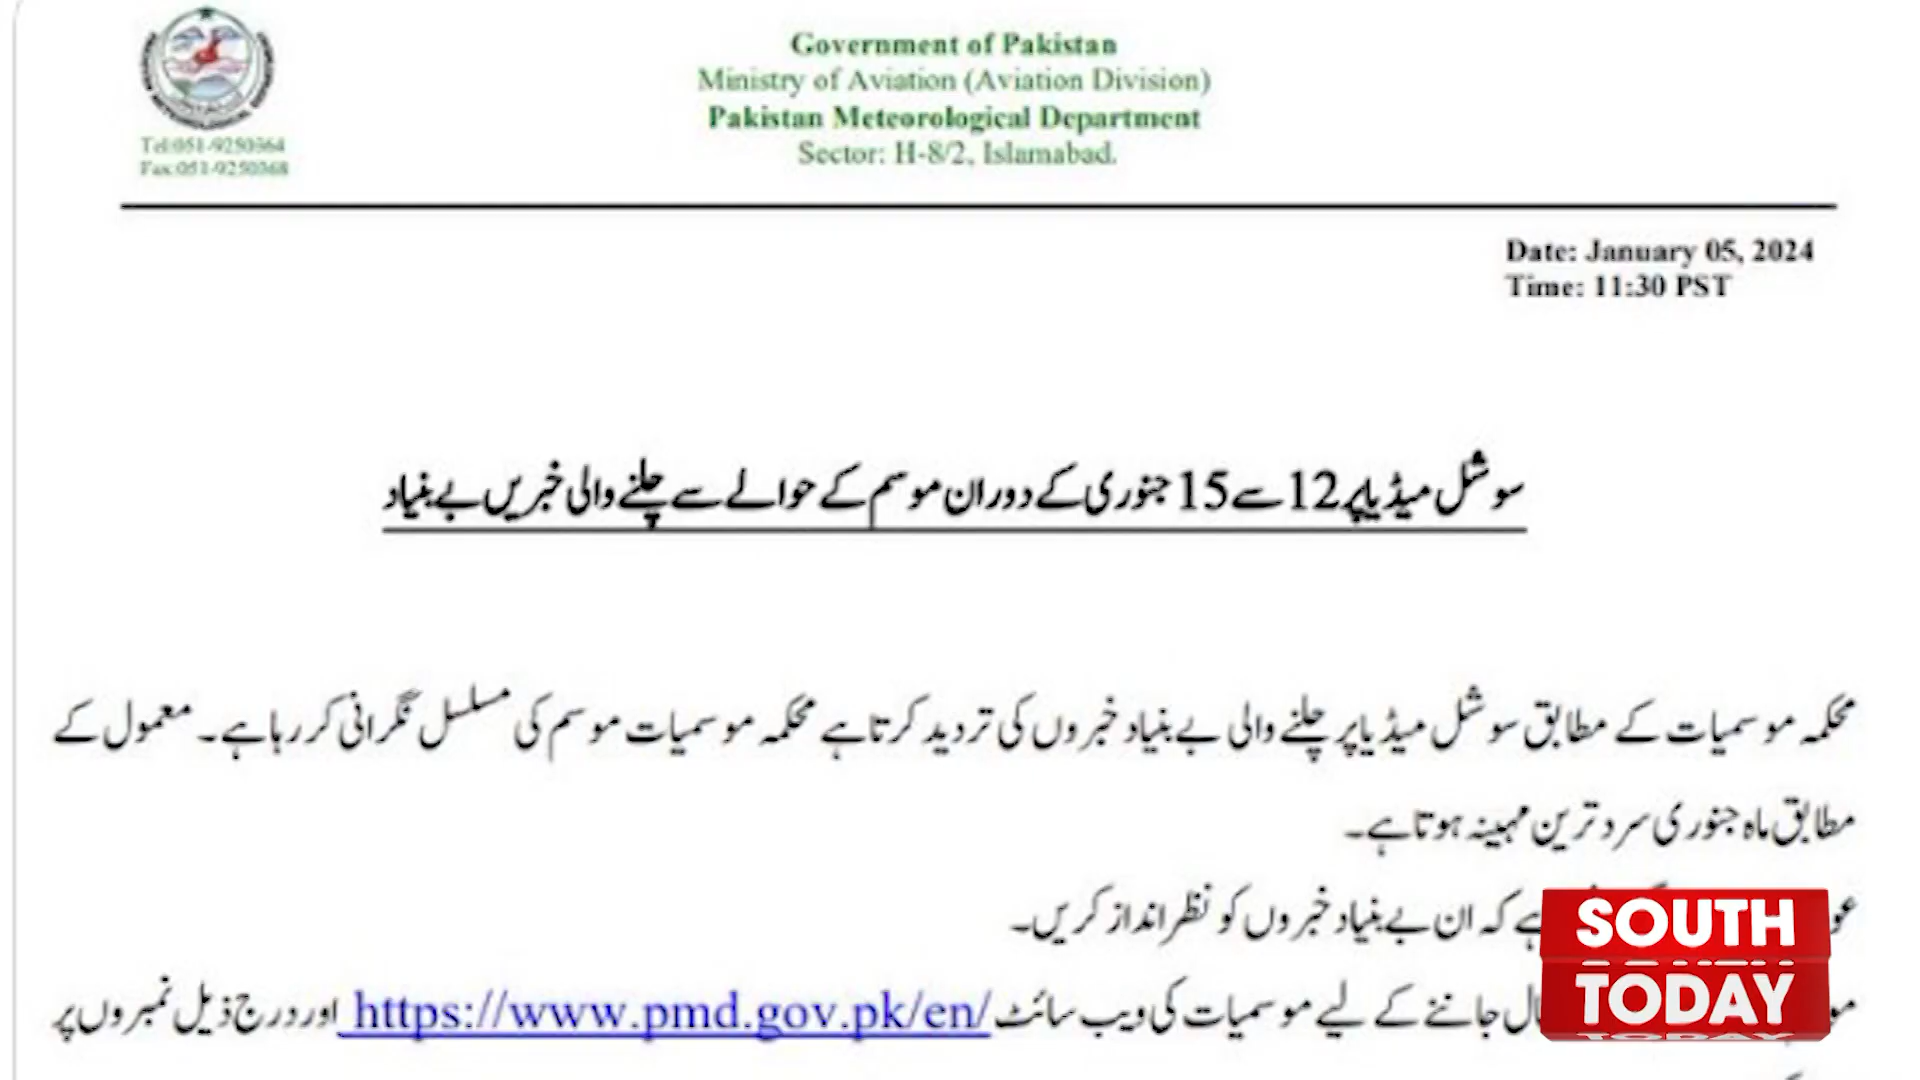 Government of Pakistan
Ministry of Aviation (Aviation Division)
Pakistan Meteorological Department
Sector: H-8/2, Islamabad.
Tel:051-9250364
Fax:051-9250368
Date: January 05, 2024
Time: 11:30 PST
سوشل میڈیا پر 12 سے 15 جنوری کے دوران موسم کے حوالے سے چلنے والی خبریں بے بنیاد
محکمہ موسمیات کے مطابق سوشل میڈیا پر چلنے والی بے بنیاد خبروں کی تردید کرتا ہے محکمہ موسمیات موسم کی مسلسل نگرانی کر رہا ہے۔ معمول کے
مطابق ماہ جنوری سرد ترین مہینہ ہوتا ہے۔
ہے کہ ان بے بنیاد خبروں کو نظر انداز کریں۔
جاننے کے لیے موسمیات کی ویب سائٹ https://www.pmd.gov.pk/en/ اور درج ذیل نمبروں پر
SOUTH
TODAY